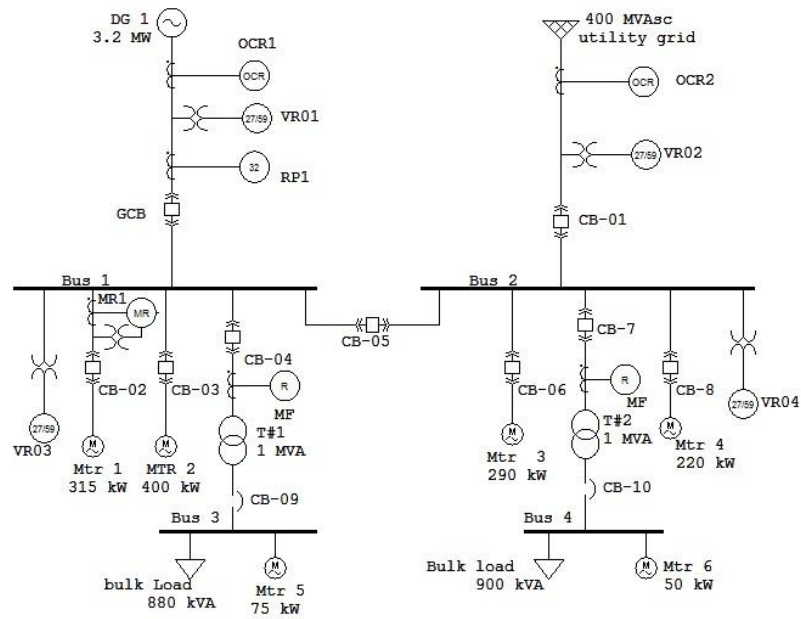 DG 1
3.2 MW
OCR1
OCR
27/59
VR01
32
RP1
GCB
400 MVAsc
utility grid
OCR
OCR2
27/59
VR02
CB-01
Bus 1
Bus 2
MR1
MR
CB-05
CB-02
CB-03
CB-04
R
MF
27/59
VR03
M
Mtr 1
315 kW
M
MTR 2
400 kW
T#1
1 MVA
CB-09
Bus 3
bulk Load
880 kVA
M
Mtr 5
75 kW
CB-06
CB-7
R
MF
CB-8
27/59
VR04
M
Mtr 3
290 kW
T#2
1 MVA
M
Mtr 4
220 kW
CB-10
Bus 4
Bulk load
900 kVA
M
Mtr 6
50 kW